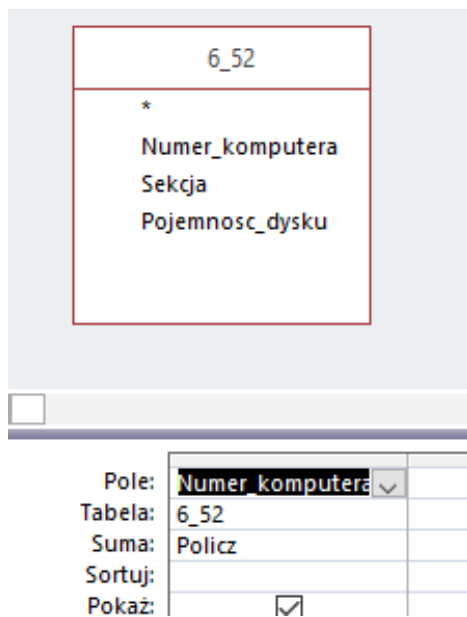 6_52
*
Numer_komputera
Sekcja
Pojemnosc_dysku
Pole: Numer_komputera
Tabela: 6_52
Suma: Policz
Sortuj:
Pokaż: